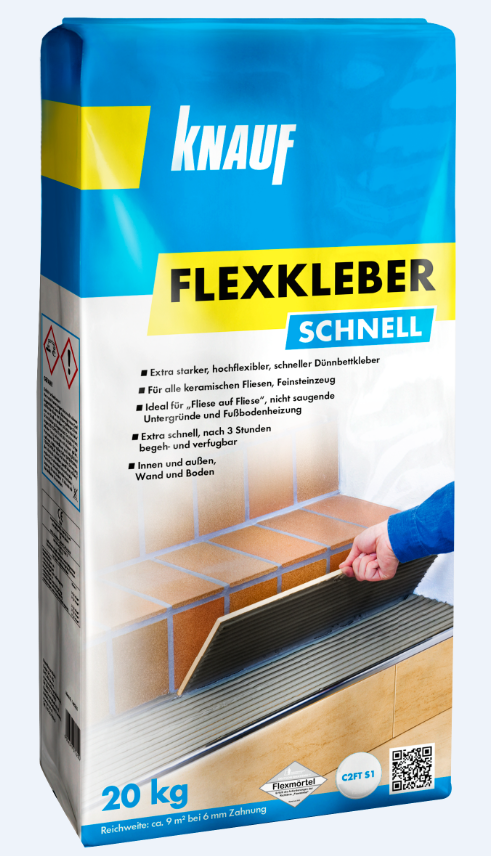 KNAUF
FLEXKLEBER
SCHNELL
Extra starker, hochflexibler, schneller Dünnbettkleber
Für alle keramischen Fliesen, Feinsteinzeug
Ideal für „Fliese auf Fliese“, nicht saugende
Untergründe und Fußbodenheizung
Extra schnell, nach 3 Stunden
begeh- und verfugbar
Innen und außen,
Wand und Boden
Flexmörtel
C2FT S1
20 kg
Reichweite: ca. 9 m² bei 6 mm Zahnung